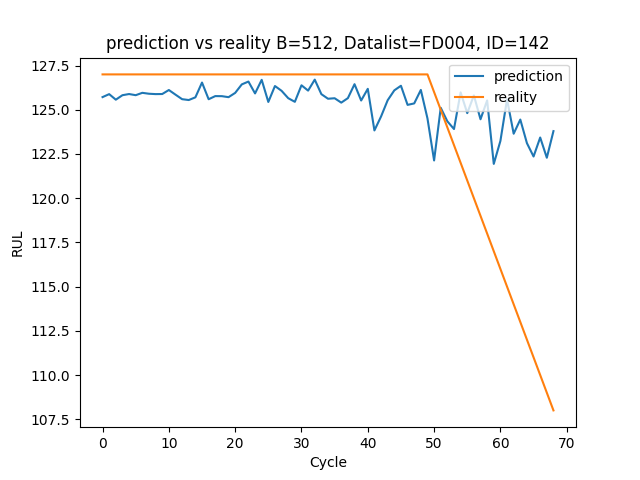 prediction vs reality B=512, Datalist=FD004, ID=142
prediction
reality
127.5
125.0
122.5
120.0
117.5
115.0
112.5
110.0
107.5
RUL
0 10 20 30 40 50 60 70
Cycle